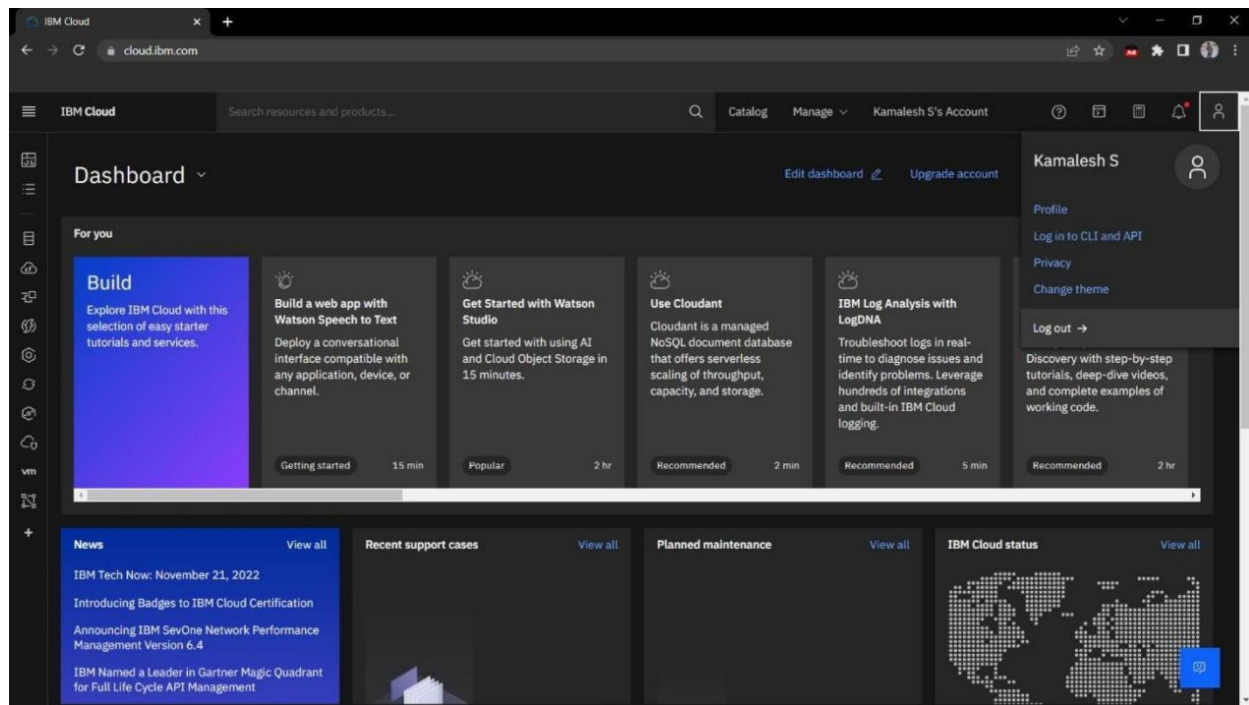 IBM Cloud
cloud.ibm.com
IBM Cloud
Search resources and products...
Catalog
Manage
Kamalesh S's Account
Dashboard
Edit dashboard
Upgrade account
Kamalesh S
Profile
Log in to CLI and API
Privacy
Change theme
Log out →
For you
Build
Explore IBM Cloud with this
selection of easy starter
tutorials and services.
Build a web app with
Watson Speech to Text
Deploy a conversational
interface compatible with
any application, device, or
channel.
Getting started
15 min
Get Started with Watson
Studio
Get started with using AI
and Cloud Object Storage in
15 minutes.
Popular
2 hr
Use Cloudant
Cloudant is a managed
NoSQL document database
that offers serverless
scaling of throughput,
capacity, and storage.
Recommended
2 min
IBM Log Analysis with
LogDNA
Troubleshoot logs in real-
time to diagnose issues and
identify problems. Leverage
hundreds of integrations
and built-in IBM Cloud
logging.
Recommended
5 min
Discovery with step-by-step
tutorials, deep-dive videos,
and complete examples of
working code.
Recommended
2 hr
vm
News
View all
IBM Tech Now: November 21, 2022
Introducing Badges to IBM Cloud Certification
Announcing IBM SevOne Network Performance
Management Version 6.4
IBM Named a Leader in Gartner Magic Quadrant
for Full Life Cycle API Management
Recent support cases
View all
Planned maintenance
View all
IBM Cloud status
View all